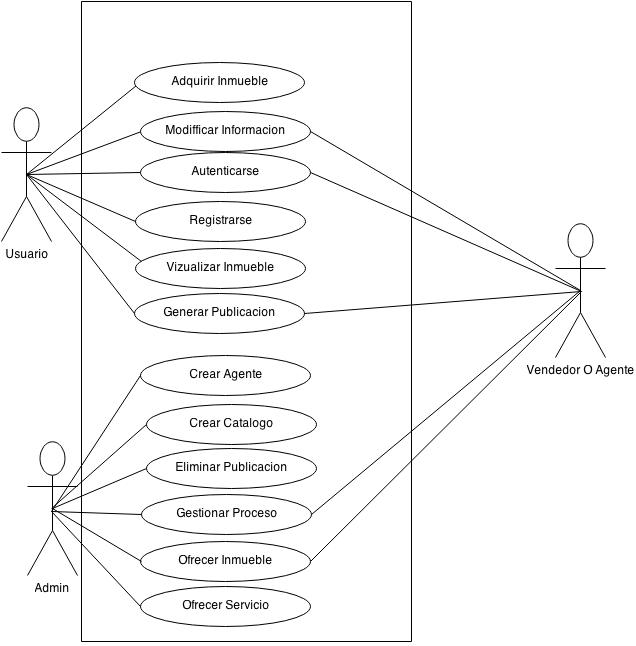 Adquirir Inmueble
Modifficar Informacion
Autenticarse
Registrarse
Usuario
Vizualizar Inmueble
Generar Publicacion
Vendedor O Agente
Crear Agente
Crear Catalogo
Eliminar Publicacion
Gestionar Proceso
Ofrecer Inmueble
Admin
Ofrecer Servicio